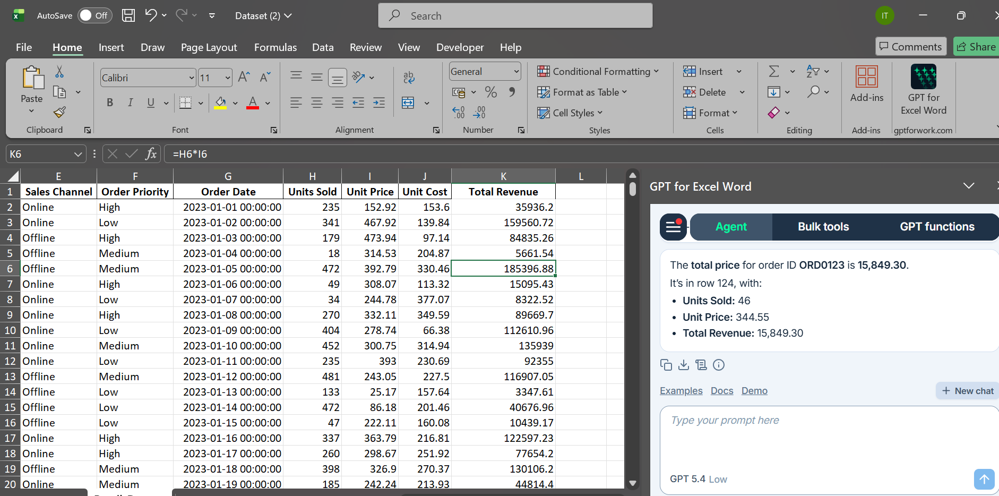 AutoSave Off Dataset (2) Search IT
File Home Insert Draw Page Layout Formulas Data Review View Developer Help Comments Share
Paste
Clipboard
Calibri 11
B I U A
Font
ab
Alignment
General
% 9
.00 .00
Number
Conditional Formatting
Format as Table
Cell Styles
Styles
Insert
Delete
Format
Cells
Editing
Add-ins
Add-ins
GPT for
Excel Word
gptforwork.com
K6 fx =H6*I6
E F G H I J K L
1 Sales Channel Order Priority Order Date Units Sold Unit Price Unit Cost Total Revenue
2 Online High 2023-01-01 00:00:00 235 152.92 153.6 35936.2
3 Online Low 2023-01-02 00:00:00 341 467.92 139.84 159560.72
4 Offline High 2023-01-03 00:00:00 179 473.94 97.14 84835.26
5 Offline Medium 2023-01-04 00:00:00 18 314.53 204.87 5661.54
6 Offline Medium 2023-01-05 00:00:00 472 392.79 330.46 185396.88
7 Online High 2023-01-06 00:00:00 49 308.07 113.32 15095.43
8 Online Low 2023-01-07 00:00:00 34 244.78 377.07 8322.52
9 Online High 2023-01-08 00:00:00 270 332.11 349.59 89669.7
10 Online Low 2023-01-09 00:00:00 404 278.74 66.38 112610.96
11 Online Medium 2023-01-10 00:00:00 452 300.75 314.94 135939
12 Online Low 2023-01-11 00:00:00 235 393 230.69 92355
13 Offline Medium 2023-01-12 00:00:00 481 243.05 227.5 116907.05
14 Offline Low 2023-01-13 00:00:00 133 25.17 157.64 3347.61
15 Offline Low 2023-01-14 00:00:00 472 86.18 201.46 40676.96
16 Offline Low 2023-01-15 00:00:00 47 222.11 160.08 10439.17
17 Online High 2023-01-16 00:00:00 337 363.79 216.81 122597.23
18 Online High 2023-01-17 00:00:00 260 298.67 251.92 77654.2
19 Offline Medium 2023-01-18 00:00:00 398 326.9 270.37 130106.2
20 Online Medium 2023-01-19 00:00:00 185 242.24 213.93 44814.4
GPT for Excel Word
Agent Bulk tools GPT functions
The total price for order ID ORD0123 is 15,849.30.
It’s in row 124, with:
• Units Sold: 46
• Unit Price: 344.55
• Total Revenue: 15,849.30
Examples Docs Demo + New chat
Type your prompt here
GPT 5.4 Low